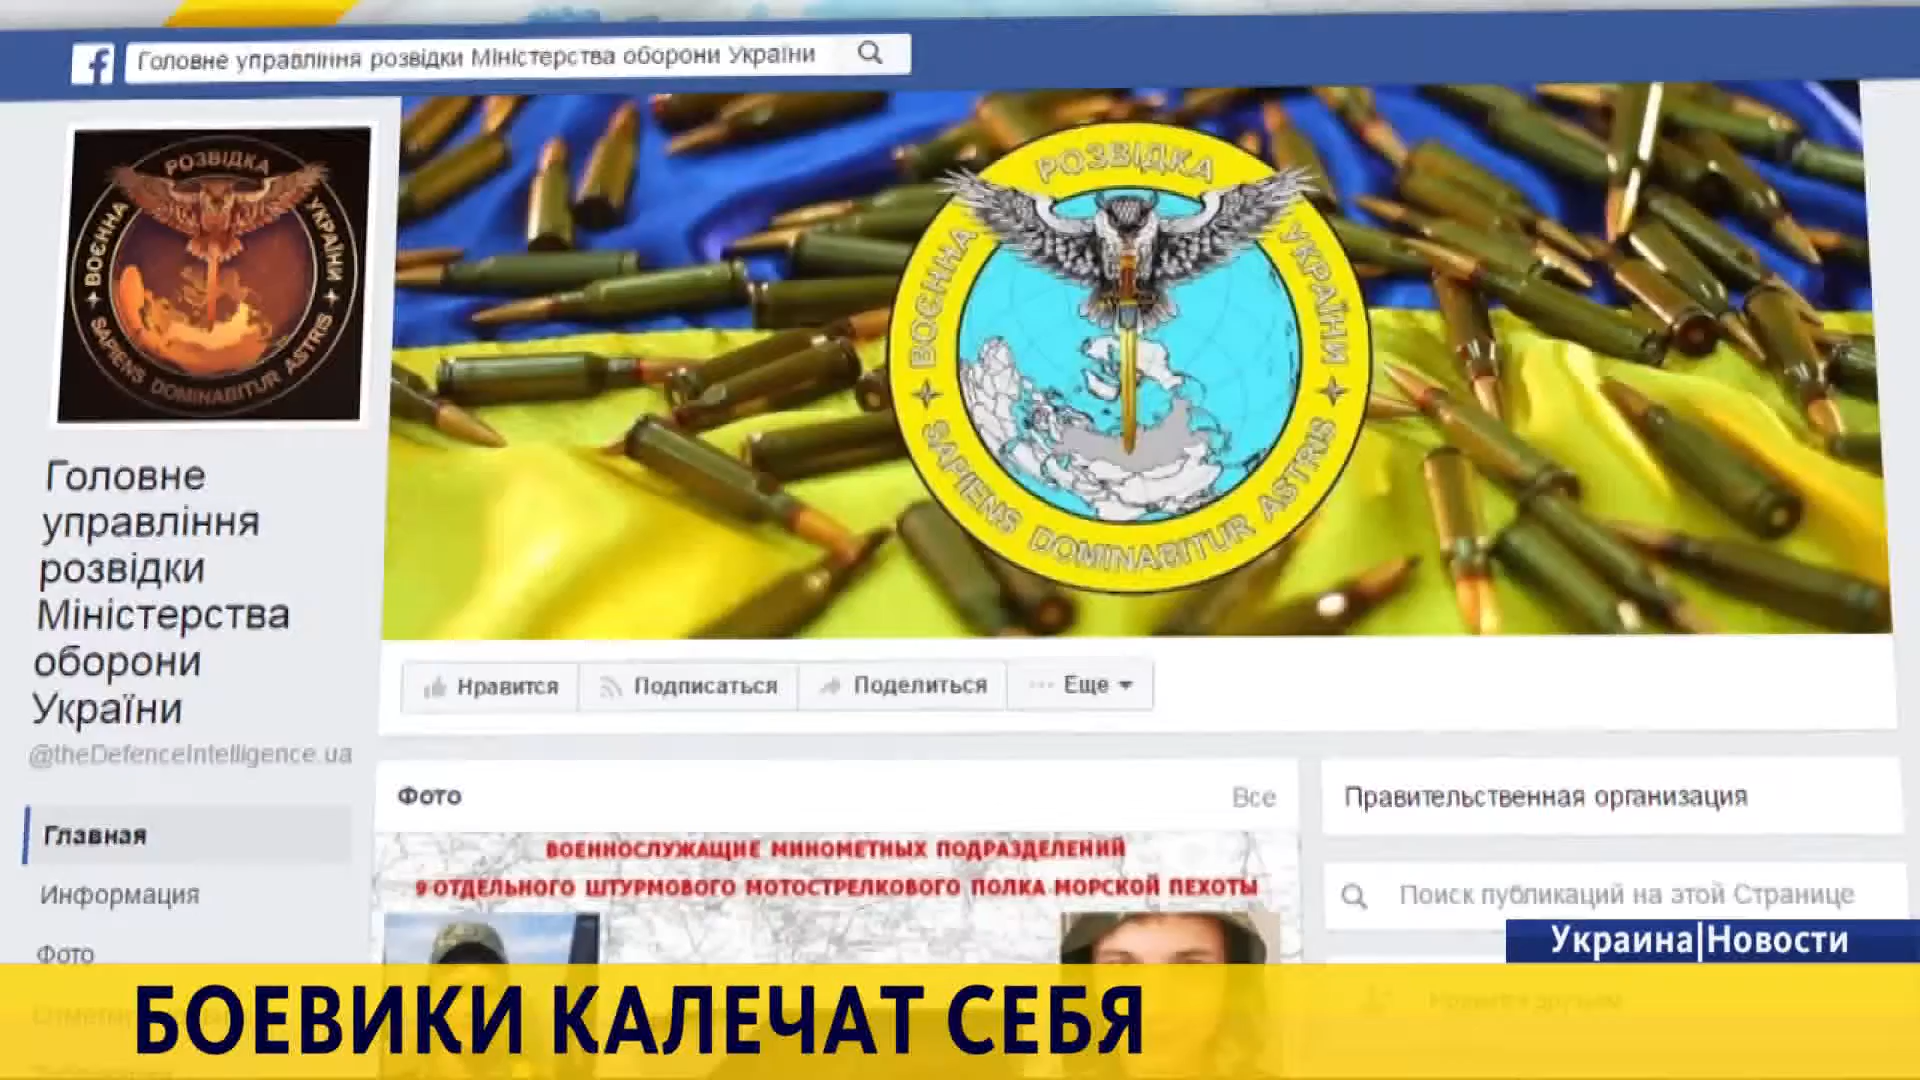 Головне управління розвідки Міністерства оборони України
РОЗВІДКА
ВОЄННА
УКРАЇНИ
SAPIENS DOMINABITUR ASTRIS
РОЗВІДКА
ВОЄННА
УКРАЇНИ
SAPIENS DOMINABITUR ASTRIS
Головне
управління
розвідки
Міністерства
оборони
України
@theDefenceIntelligence.ua
Нравится
Подписаться
Поделиться
Еще
Главная
Информация
Фото
Фото
Все
ВОЕННОСЛУЖАЩИЕ МИНОМЕТНЫХ ПОДРАЗДЕЛЕНИЙ
9 ОТДЕЛЬНОГО ШТУРМОВОГО МОТОСТРЕЛКОВОГО ПОЛКА МОРСКОЙ ПЕХОТЫ
Правительственная организация
Поиск публикаций на этой Странице
Украина|Новости
БОЕВИКИ КАЛЕЧАТ СЕБЯ